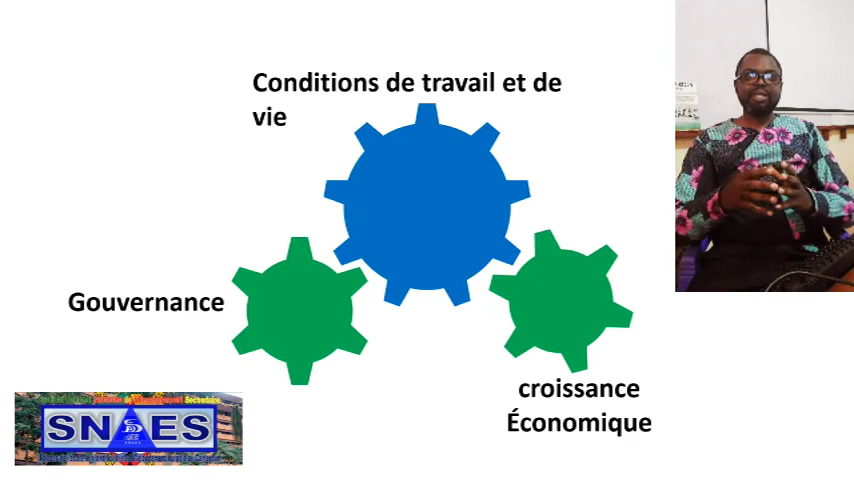 Conditions de travail et de
vie
Gouvernance
croissance
Économique
SNAES